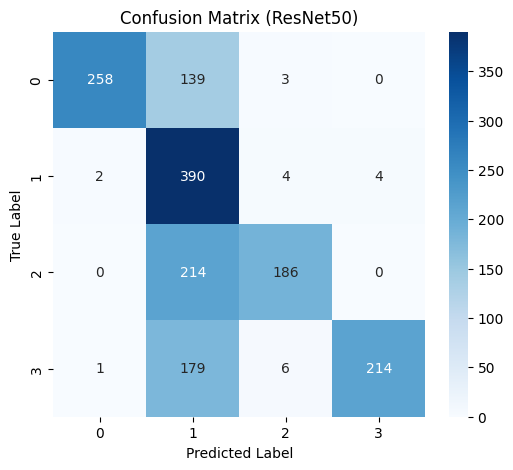 Confusion Matrix (ResNet50)
0 258 139 3 0 350
300
1 2 390 4 4 250
True Label
200
2 0 214 186 0 150
100
3 1 179 6 214 50
0
0 1 2 3
Predicted Label